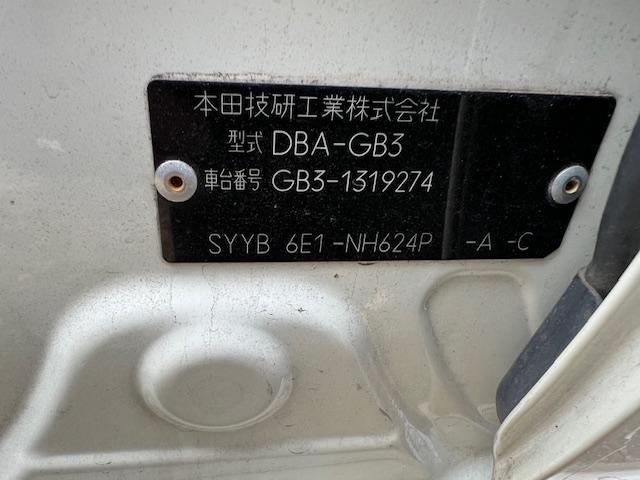 本田技研工業株式会社
型式 DBA-GB3
車台番号 GB3-1319274
SYYB 6E1-NH624P -A -C